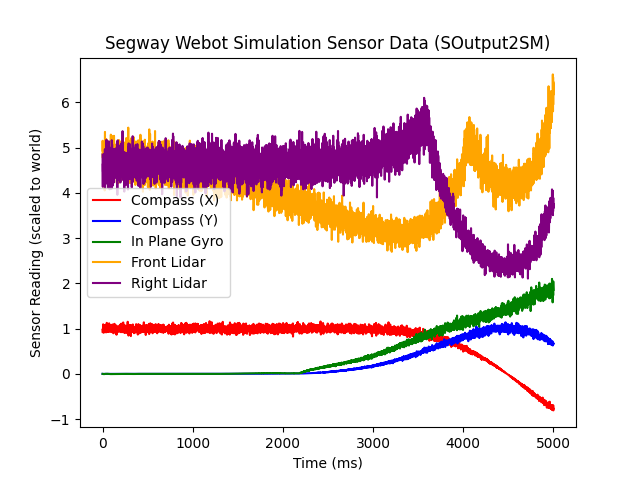 Segway Webot Simulation Sensor Data (SOutput2SM)
Sensor Reading (scaled to world)
6
5
4
3
2
1
0
−1
Compass (X)
Compass (Y)
In Plane Gyro
Front Lidar
Right Lidar
0 1000 2000 3000 4000 5000
Time (ms)